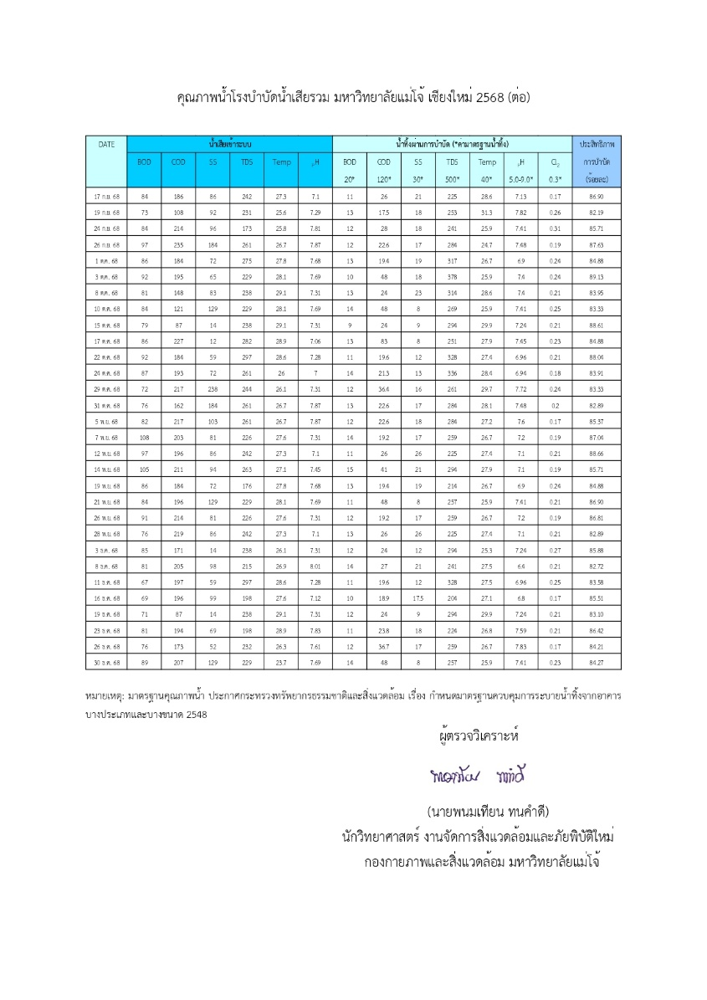 คุณภาพน้ำโรงบำบัดน้ำเสียรวม มหาวิทยาลัยแม่โจ้ เชียงใหม่ 2568 (ต่อ)
DATE น้ำเสียเข้าระบบ น้ำทิ้งผ่านการบำบัด (*ค่ามาตรฐานน้ำทิ้ง) ประสิทธิภาพ
BOD COD SS TDS Temp pH BOD COD SS TDS Temp pH Cl2 การบำบัด
20* 120* 30* 500* 40* 5.0-9.0* 0.3* (ร้อยละ)
17 ก.ย. 68 84 186 86 242 27.3 7.1 11 26 21 225 28.6 7.13 0.17 86.90
19 ก.ย. 68 73 108 92 231 25.6 7.29 13 17.5 18 253 31.3 7.82 0.26 82.19
24 ก.ย. 68 84 214 96 173 25.8 7.81 12 28 18 241 25.9 7.41 0.31 85.71
26 ก.ย. 68 97 235 184 261 26.7 7.87 12 22.6 17 284 24.7 7.48 0.19 87.63
1 ต.ค. 68 86 184 72 275 27.8 7.68 13 19.4 19 317 26.7 6.9 0.24 84.88
3 ต.ค. 68 92 195 65 229 28.1 7.69 10 48 18 378 25.9 7.4 0.24 89.13
8 ต.ค. 68 81 148 83 238 29.1 7.31 13 24 23 314 28.6 7.4 0.21 83.95
10 ต.ค. 68 84 121 129 229 28.1 7.69 14 48 8 269 25.9 7.41 0.25 83.33
15 ต.ค. 68 79 87 14 238 29.1 7.31 9 24 9 294 29.9 7.24 0.21 88.61
17 ต.ค. 68 86 227 12 282 28.9 7.06 13 83 8 251 27.9 7.45 0.23 84.88
22 ต.ค. 68 92 184 59 297 28.6 7.28 11 19.6 12 328 27.4 6.96 0.21 88.04
24 ต.ค. 68 87 193 72 261 26 7 14 21.3 13 336 28.4 6.94 0.18 83.91
29 ต.ค. 68 72 217 238 244 26.1 7.31 12 36.4 16 261 29.7 7.72 0.24 83.33
31 ต.ค. 68 76 162 184 261 26.7 7.87 13 22.6 17 284 28.1 7.48 0.2 82.89
5 พ.ย. 68 82 217 103 261 26.7 7.87 12 22.6 18 284 27.2 7.6 0.17 85.37
7 พ.ย. 68 108 203 81 226 27.6 7.31 14 19.2 17 259 26.7 7.2 0.19 87.04
12 พ.ย. 68 97 196 86 242 27.3 7.1 11 26 26 225 27.4 7.1 0.21 88.66
14 พ.ย. 68 105 211 94 263 27.1 7.45 15 41 21 294 27.9 7.1 0.19 85.71
19 พ.ย. 68 86 184 72 176 27.8 7.68 13 19.4 19 214 26.7 6.9 0.24 84.88
21 พ.ย. 68 84 196 129 229 28.1 7.69 11 48 8 257 25.9 7.41 0.21 86.90
26 พ.ย. 68 91 214 81 226 27.6 7.31 12 19.2 17 259 26.7 7.2 0.19 86.81
28 พ.ย. 68 76 219 86 242 27.3 7.1 13 26 26 225 27.4 7.1 0.21 82.89
3 ธ.ค. 68 85 171 14 238 26.1 7.31 12 24 12 294 25.3 7.24 0.27 85.88
8 ธ.ค. 68 81 205 98 215 26.9 8.01 14 27 21 241 27.5 6.4 0.21 82.72
11 ธ.ค. 68 67 197 59 297 28.6 7.28 11 19.6 12 328 27.5 6.96 0.25 83.58
16 ธ.ค. 68 69 196 99 198 27.6 7.12 10 18.9 17.5 204 27.1 6.8 0.17 85.51
19 ธ.ค. 68 71 87 14 238 29.1 7.31 12 24 9 294 29.9 7.24 0.21 83.10
23 ธ.ค. 68 81 194 69 198 28.9 7.83 11 23.8 18 224 26.8 7.59 0.21 86.42
26 ธ.ค. 68 76 173 52 232 26.3 7.61 12 36.7 17 259 26.7 7.83 0.17 84.21
30 ธ.ค. 68 89 207 129 229 23.7 7.69 14 48 8 257 25.9 7.41 0.23 84.27
หมายเหตุ: มาตรฐานคุณภาพน้ำ ประกาศกระทรวงทรัพยากรธรรมชาติและสิ่งแวดล้อม เรื่อง กำหนดมาตรฐานควบคุมการระบายน้ำทิ้งจากอาคาร
บางประเภทและบางขนาด 2548
ผู้ตรวจวิเคราะห์
(นายพนมเทียน ทนคำดี)
นักวิทยาศาสตร์ งานจัดการสิ่งแวดล้อมและภัยพิบัติใหม่
กองกายภาพและสิ่งแวดล้อม มหาวิทยาลัยแม่โจ้